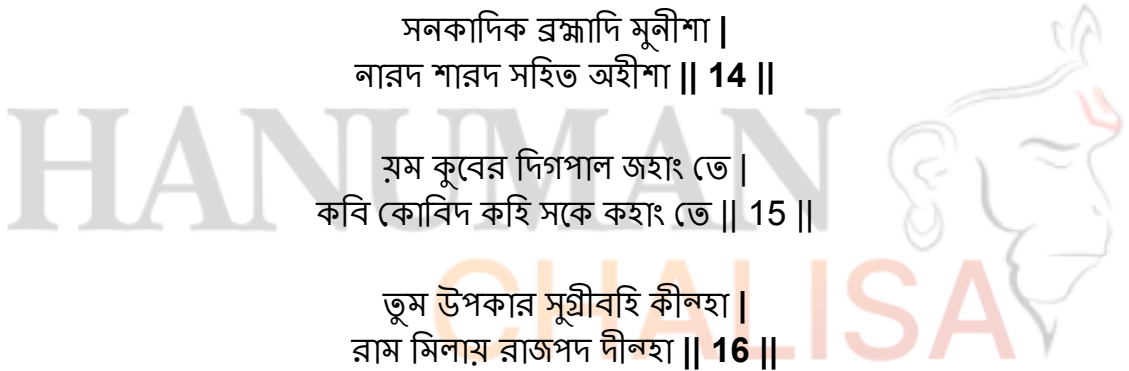 সনকাদিক ব্রহ্মাদি মুনীশা |
নারদ শারদ সহিত অহীশা || 14 ||
য়ম কুবের দিগপাল জহাং তে |
কবি কোবিদ কহি সকে কহাং তে || 15 ||
তুম উপকার সুগ্রীবহি কীন্হা |
রাম মিলায় রাজপদ দীন্হা || 16 ||
HANUMAN
CHALISA